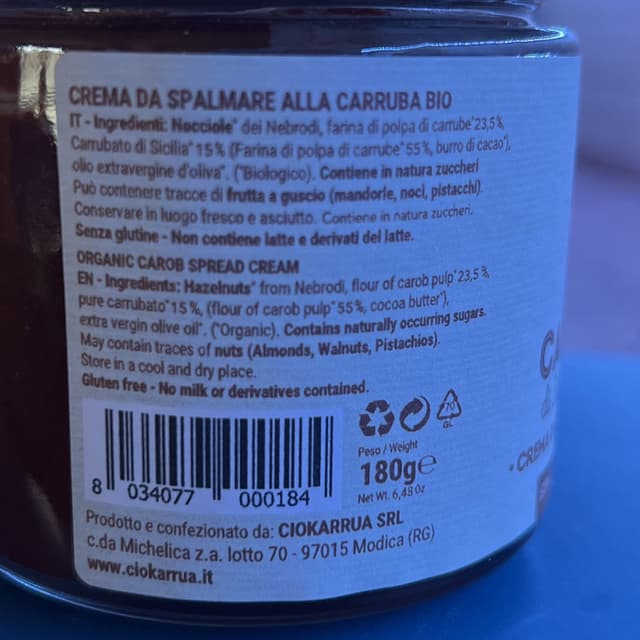 CREMA DA SPALMARE ALLA CARRUBA BIO
IT - Ingredienti: Nocciole* dei Nebrodi, farina di polpa di carrube*23,5%,
Carrubato di Sicilia*15% (Farina di polpa di carrube*55%, burro di cacao*),
olio extravergine d'oliva*. (*Biologico). Contiene in natura zuccheri
Può contenere tracce di frutta a guscio (mandorle, noci, pistacchi).
Conservare in luogo fresco e asciutto. Contiene in natura zuccheri.
Senza glutine - Non contiene latte e derivati del latte.
ORGANIC CAROB SPREAD CREAM
EN - Ingredients: Hazelnuts* from Nebrodi, flour of carob pulp*23,5%,
pure carrubato*15%, (flour of carob pulp*55%, cocoa butter*),
extra vergin olive oil*. (*Organic). Contains naturally occurring sugars.
May contain traces of nuts (Almonds, Walnuts, Pistachios).
Store in a cool and dry place.
Gluten free - No milk or derivatives contained.
8 034077 000184
70
GL
Peso / Weight
180g e
Net Wt. 6,48 Oz
Prodotto e confezionato da: CIOKARRUA SRL
c.da Michelica z.a. lotto 70 - 97015 Modica (RG)
www.ciokarrua.it